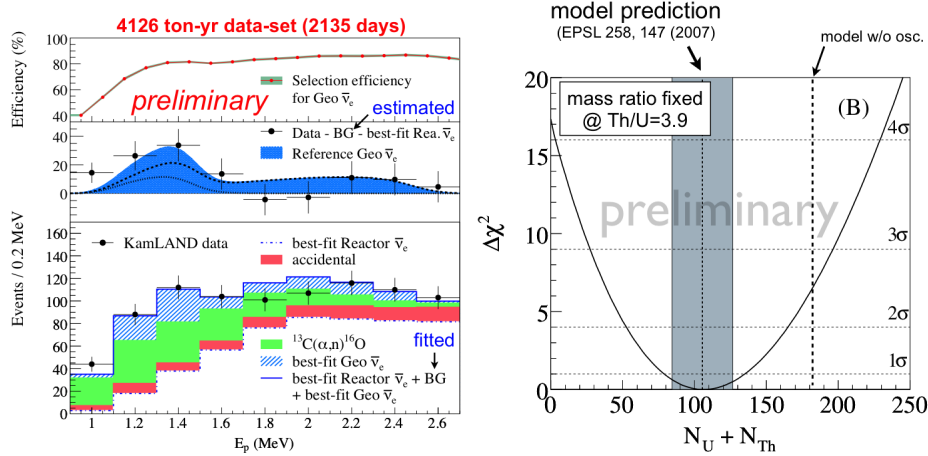 4126 ton-yr data-set (2135 days)
Efficiency (%)
100
80
60
40
preliminary
Selection efficiency
for Geo ν̅e
estimated
40
20
0
Data - BG - best-fit Rea. ν̅e
Reference Geo ν̅e
Events / 0.2 MeV
160
140
120
100
80
60
40
20
0
KamLAND data
best-fit Reactor ν̅e
accidental
13C(α,n)16O
fitted
best-fit Geo ν̅e
best-fit Reactor ν̅e + BG
+ best-fit Geo ν̅e
1 1.2 1.4 1.6 1.8 2 2.2 2.4 2.6
Ep (MeV)
model prediction
(EPSL 258, 147 (2007)
model w/o osc.
mass ratio fixed
@ Th/U=3.9
(B)
preliminary
Δχ2
20
15
10
5
0
4σ
3σ
2σ
1σ
0 50 100 150 200 250
NU + NTh